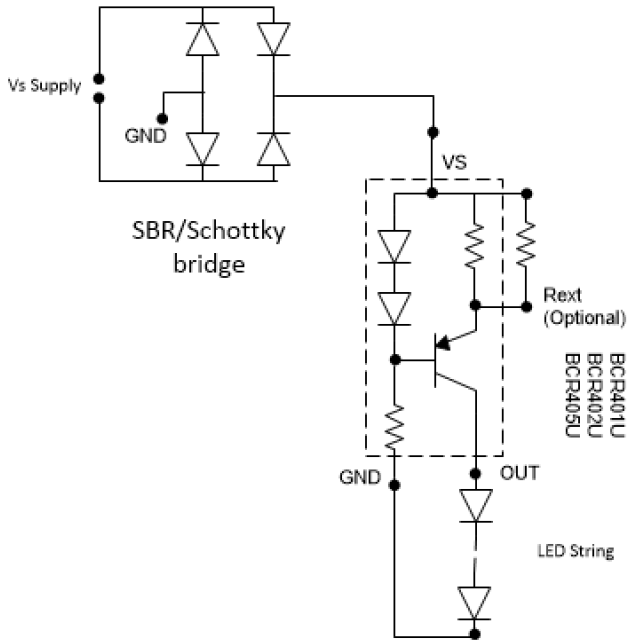 Vs Supply
GND
VS
SBR/Schottky
bridge
Rext
(Optional)
BCR401U
BCR402U
BCR405U
GND
OUT
LED String